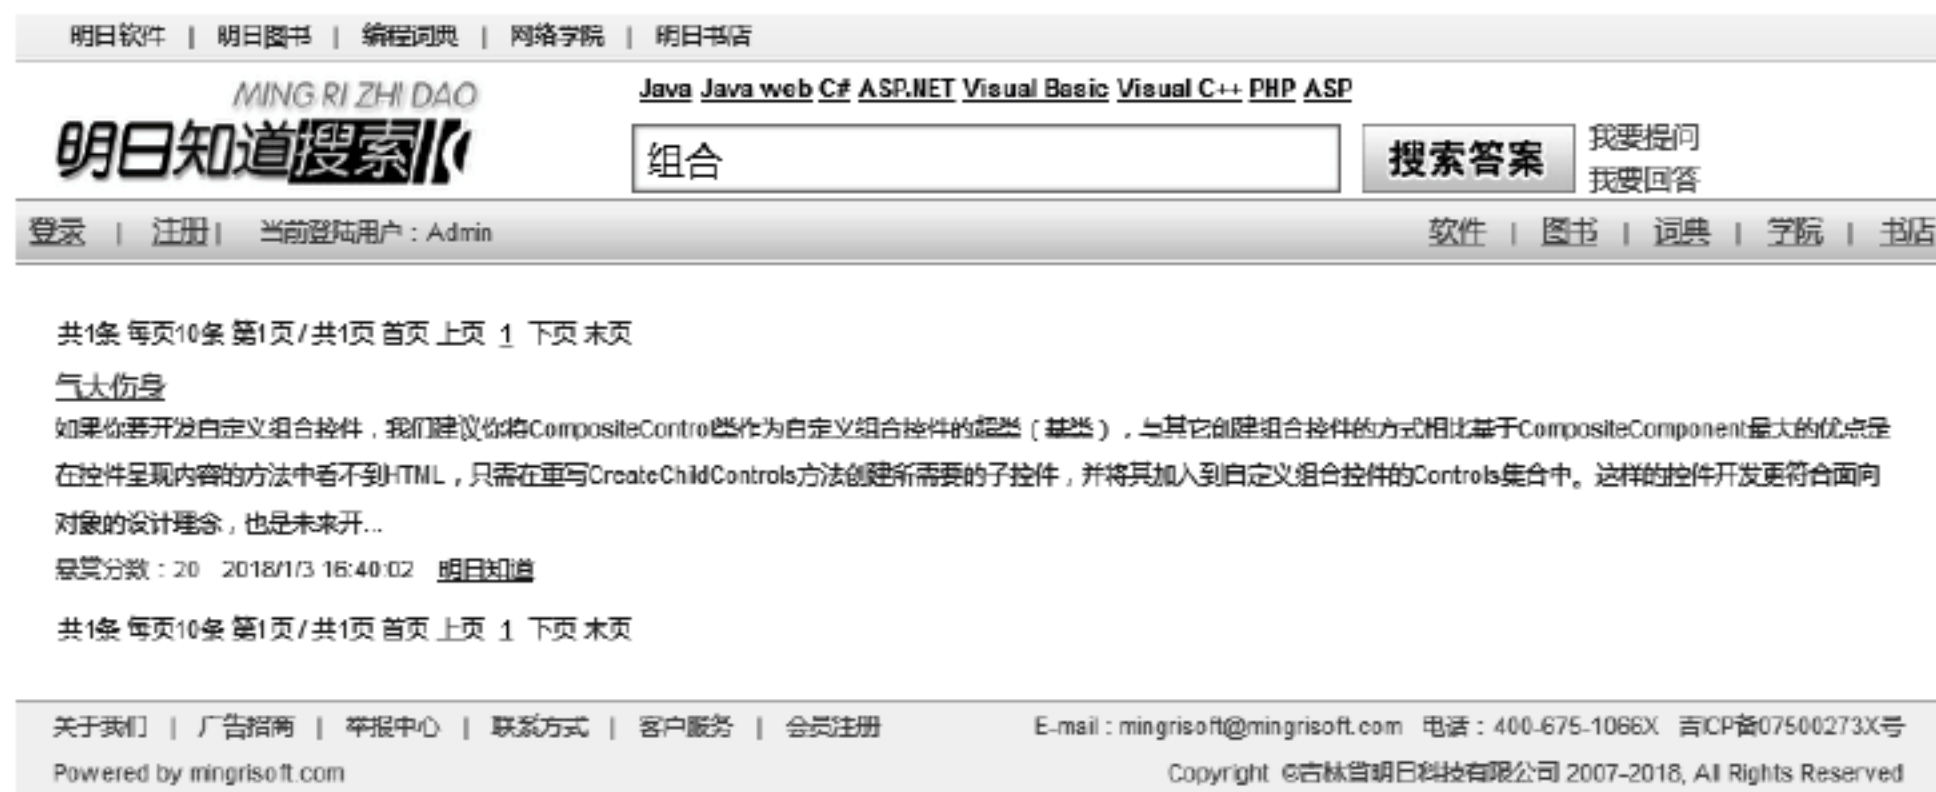 明日软件 | 明日图书 | 编程词典 | 网络学院 | 明日书店
MING RI ZHI DAO
明日知道搜索
Java Java web C# ASP.NET Visual Basic Visual C++ PHP ASP
组合
搜索答案
我要提问
我要回答
登录 | 注册 | 当前登陆用户：Admin
软件 | 图书 | 词典 | 学院 | 书店
共1条 每页10条 第1页/共1页 首页 上页 1 下页 末页
气大伤身
如果你要开发自定义组合控件，我们建议你将CompositeControl类作为自定义组合控件的超类（基类），与其它创建组合控件的方式相比基于CompositeComponent最大的优点是
在控件呈现内容的方法中看不到HTML，只需在重写CreateChildControls方法创建所需要的子控件，并将其加入到自定义组合控件的Controls集合中。这样的控件开发更符合面向
对象的设计理念，也是未来开...
悬赏分数：20 2018/1/3 16:40:02 明日知道
共1条 每页10条 第1页/共1页 首页 上页 1 下页 末页
关于我们 | 广告招商 | 举报中心 | 联系方式 | 客户服务 | 会员注册
E-mail : mingrisoft@mingrisoft.com 电话：400-675-1066X 吉ICP备07500273X号
Powered by mingrisoft.com
Copyright ©吉林省明日科技有限公司 2007-2018, All Rights Reserved